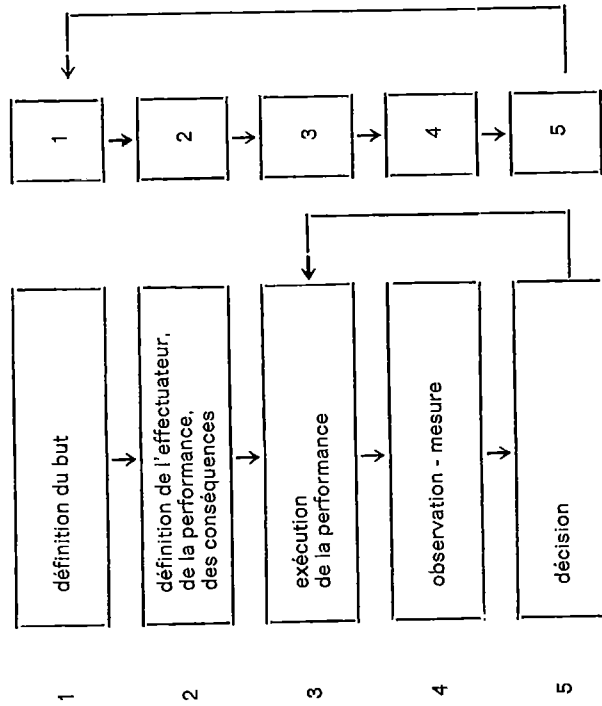 1
définition du but
1
2
définition de l'effectuateur,
de la performance,
des conséquences
2
3
exécution
de la performance
3
4
observation - mesure
4
5
décision
5